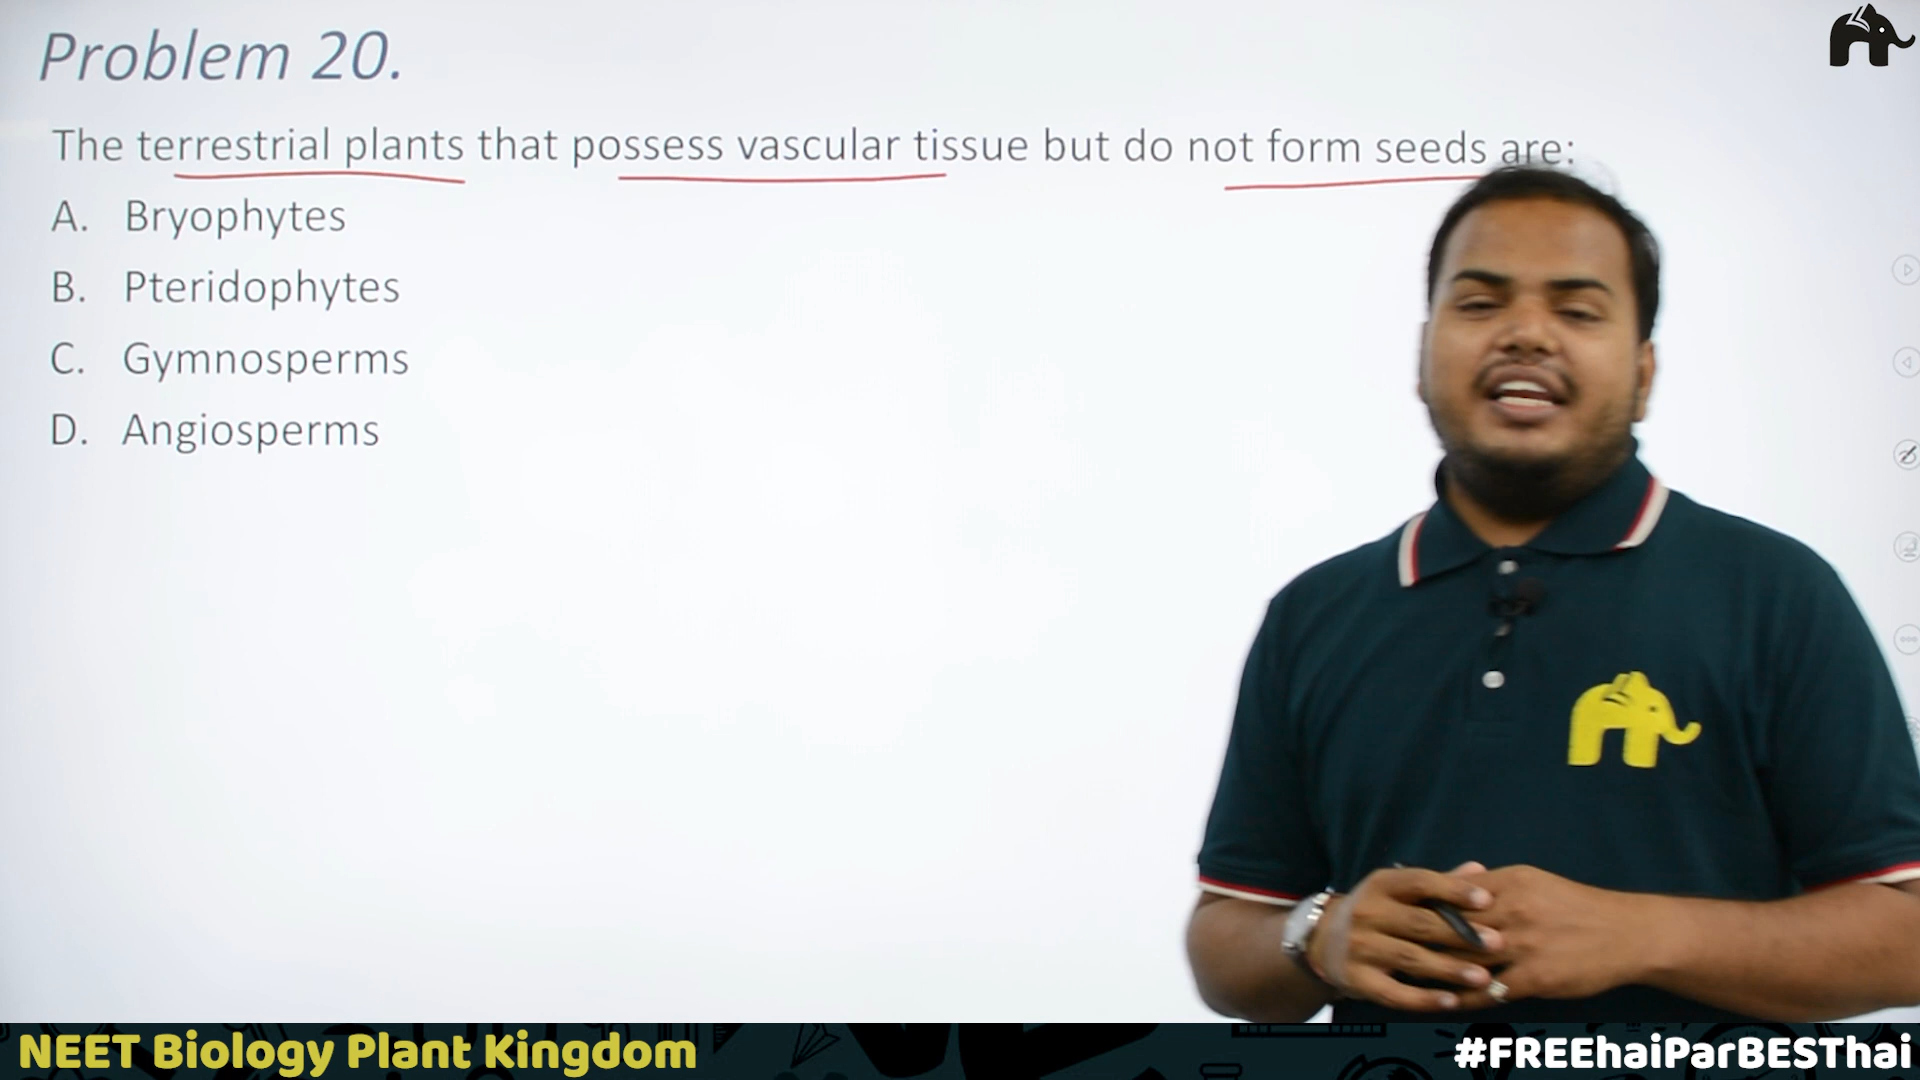 Problem 20.
The terrestrial plants that possess vascular tissue but do not form seeds are:
A. Bryophytes
B. Pteridophytes
C. Gymnosperms
D. Angiosperms
NEET Biology Plant Kingdom
#FREEhaiParBESThai